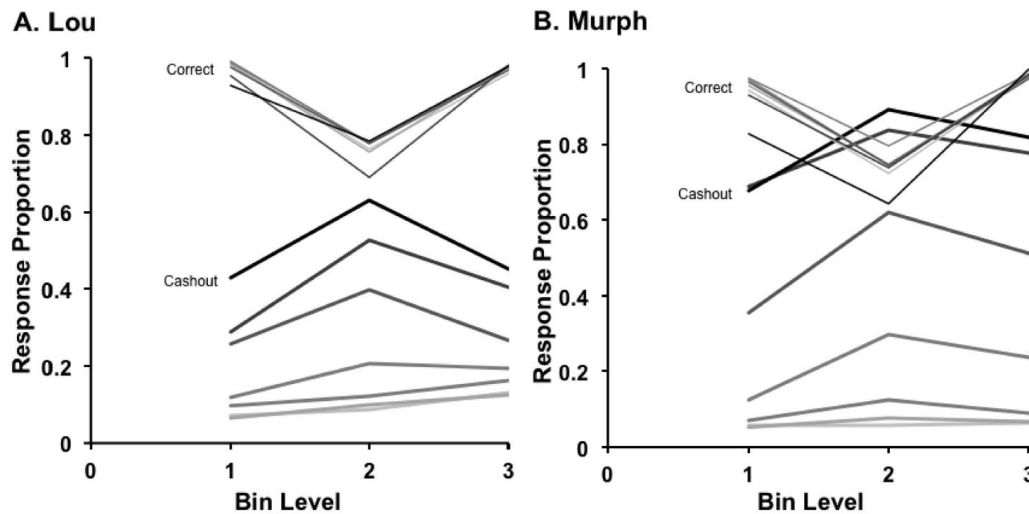 A. Lou
Response Proportion
1
0.8
0.6
0.4
0.2
0
Correct
Cashout
0 1 2 3
Bin Level
B. Murph
Response Proportion
1
0.8
0.6
0.4
0.2
0
Correct
Cashout
0 1 2 3
Bin Level